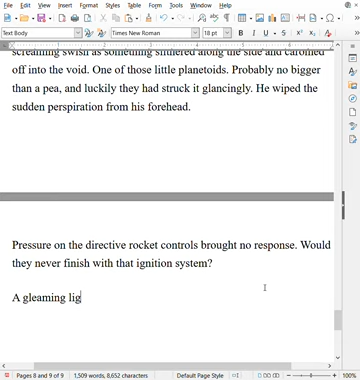 File Edit View Insert Format Styles Table Form Tools Window Help
Text Body Times New Roman 18 pt
screaming swish as something slithered along the side and caromed
off into the void. One of those little planetoids. Probably no bigger
than a pea, and luckily they had struck it glancingly. He wiped the
sudden perspiration from his forehead.
Pressure on the directive rocket controls brought no response. Would
they never finish with that ignition system?
A gleaming lig
Pages 8 and 9 of 9 1,509 words, 8,652 characters Default Page Style 100%